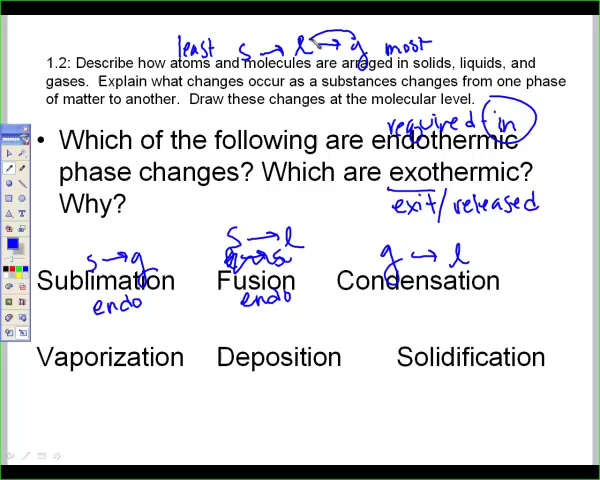 least s → l → g most
1.2: Describe how atoms and molecules are arraged in solids, liquids, and
gases. Explain what changes occur as a substances changes from one phase
of matter to another. Draw these changes at the molecular level.
required in
• Which of the following are endothermic
phase changes? Which are exothermic?
Why?
exit/released
s → g s → l g → l
Sublimation Fusion Condensation
endo endo
Vaporization Deposition Solidification